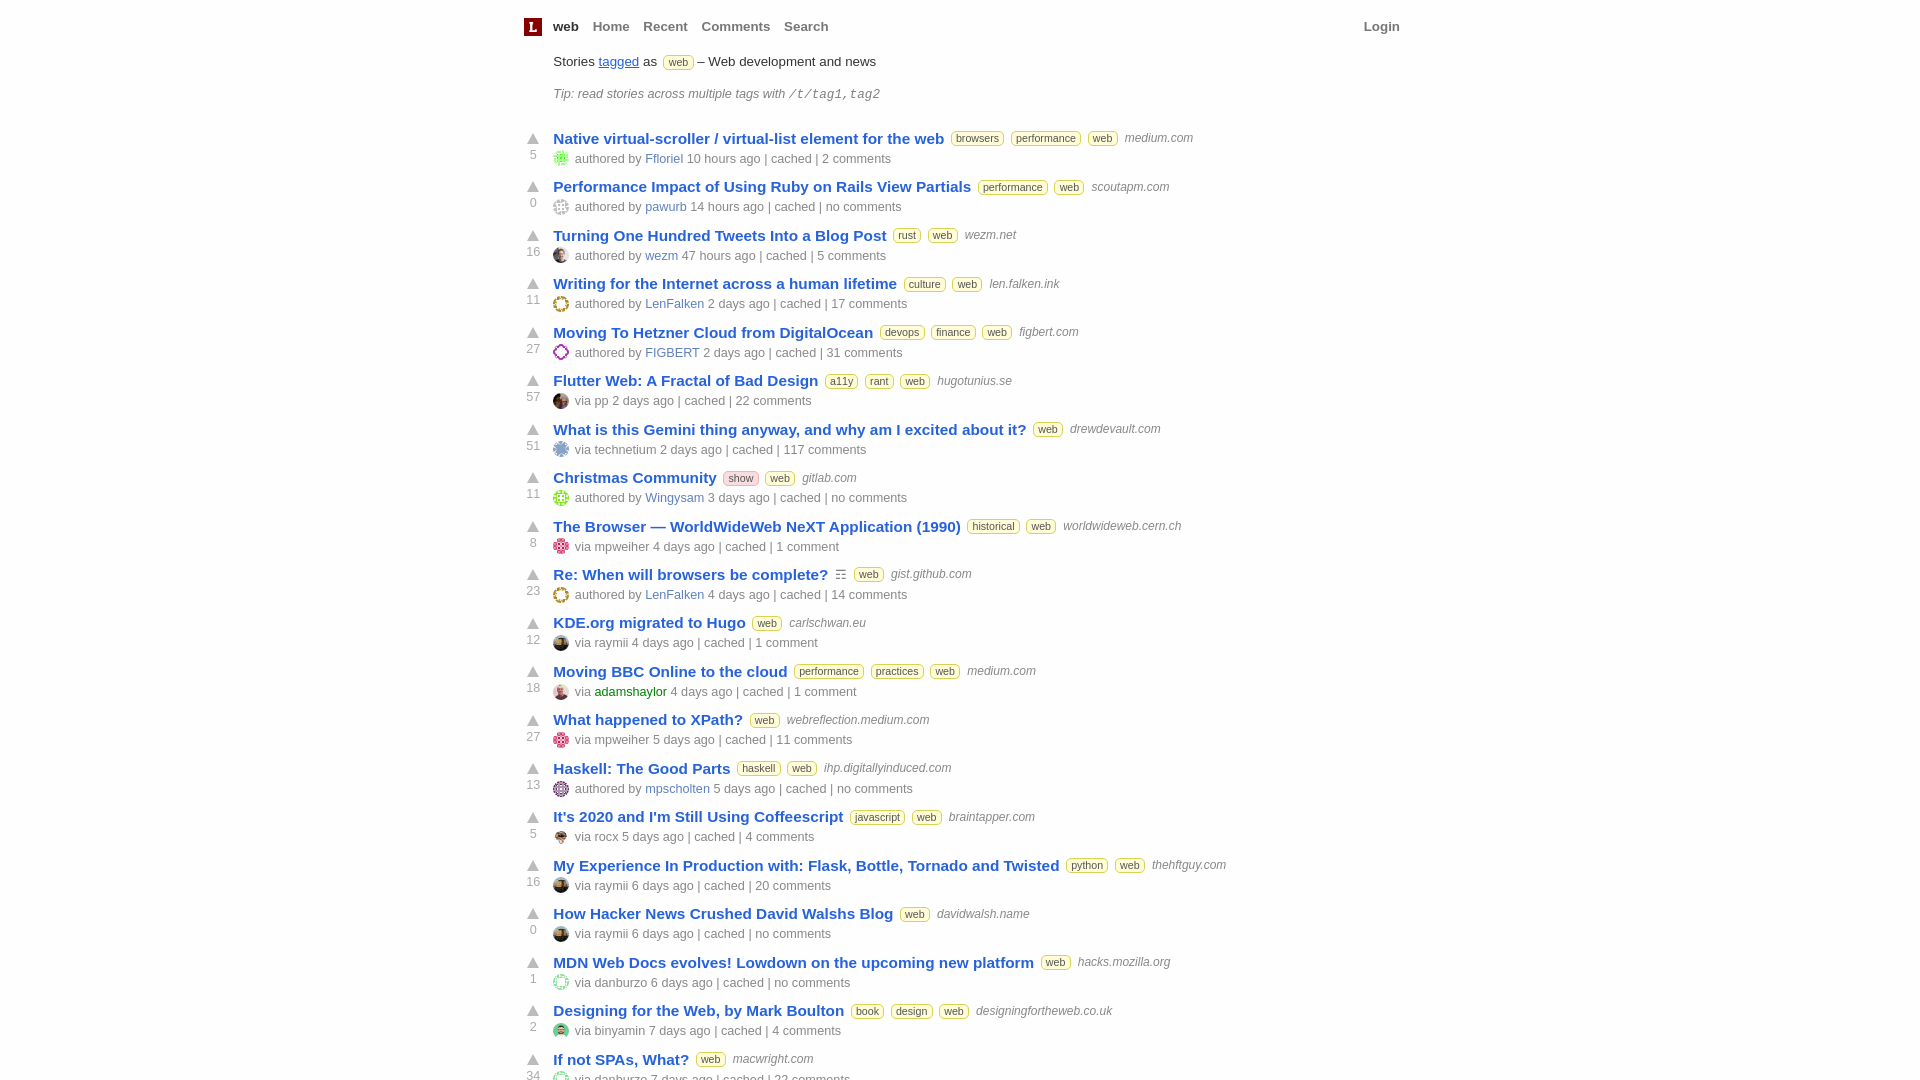 L web Home Recent Comments Search Login
Stories tagged as web – Web development and news
Tip: read stories across multiple tags with /t/tag1,tag2
Native virtual-scroller / virtual-list element for the web browsers performance web medium.com
5 authored by Ffloriel 10 hours ago | cached | 2 comments
Performance Impact of Using Ruby on Rails View Partials performance web scoutapm.com
0 authored by pawurb 14 hours ago | cached | no comments
Turning One Hundred Tweets Into a Blog Post rust web wezm.net
16 authored by wezm 47 hours ago | cached | 5 comments
Writing for the Internet across a human lifetime culture web len.falken.ink
11 authored by LenFalken 2 days ago | cached | 17 comments
Moving To Hetzner Cloud from DigitalOcean devops finance web figbert.com
27 authored by FIGBERT 2 days ago | cached | 31 comments
Flutter Web: A Fractal of Bad Design a11y rant web hugotunius.se
57 via pp 2 days ago | cached | 22 comments
What is this Gemini thing anyway, and why am I excited about it? web drewdevault.com
51 via technetium 2 days ago | cached | 117 comments
Christmas Community show web gitlab.com
11 authored by Wingysam 3 days ago | cached | no comments
The Browser — WorldWideWeb NeXT Application (1990) historical web worldwideweb.cern.ch
8 via mpweiher 4 days ago | cached | 1 comment
Re: When will browsers be complete? ☶ web gist.github.com
23 authored by LenFalken 4 days ago | cached | 14 comments
KDE.org migrated to Hugo web carlschwan.eu
12 via raymii 4 days ago | cached | 1 comment
Moving BBC Online to the cloud performance practices web medium.com
18 via adamshaylor 4 days ago | cached | 1 comment
What happened to XPath? web webreflection.medium.com
27 via mpweiher 5 days ago | cached | 11 comments
Haskell: The Good Parts haskell web ihp.digitallyinduced.com
13 authored by mpscholten 5 days ago | cached | no comments
It's 2020 and I'm Still Using Coffeescript javascript web braintapper.com
5 via rocx 5 days ago | cached | 4 comments
My Experience In Production with: Flask, Bottle, Tornado and Twisted python web thehftguy.com
16 via raymii 6 days ago | cached | 20 comments
How Hacker News Crushed David Walshs Blog web davidwalsh.name
0 via raymii 6 days ago | cached | no comments
MDN Web Docs evolves! Lowdown on the upcoming new platform web hacks.mozilla.org
1 via danburzo 6 days ago | cached | no comments
Designing for the Web, by Mark Boulton book design web designingfortheweb.co.uk
2 via binyamin 7 days ago | cached | 4 comments
If not SPAs, What? web macwright.com
34 via danburzo 7 days ago | cached | 22 comments